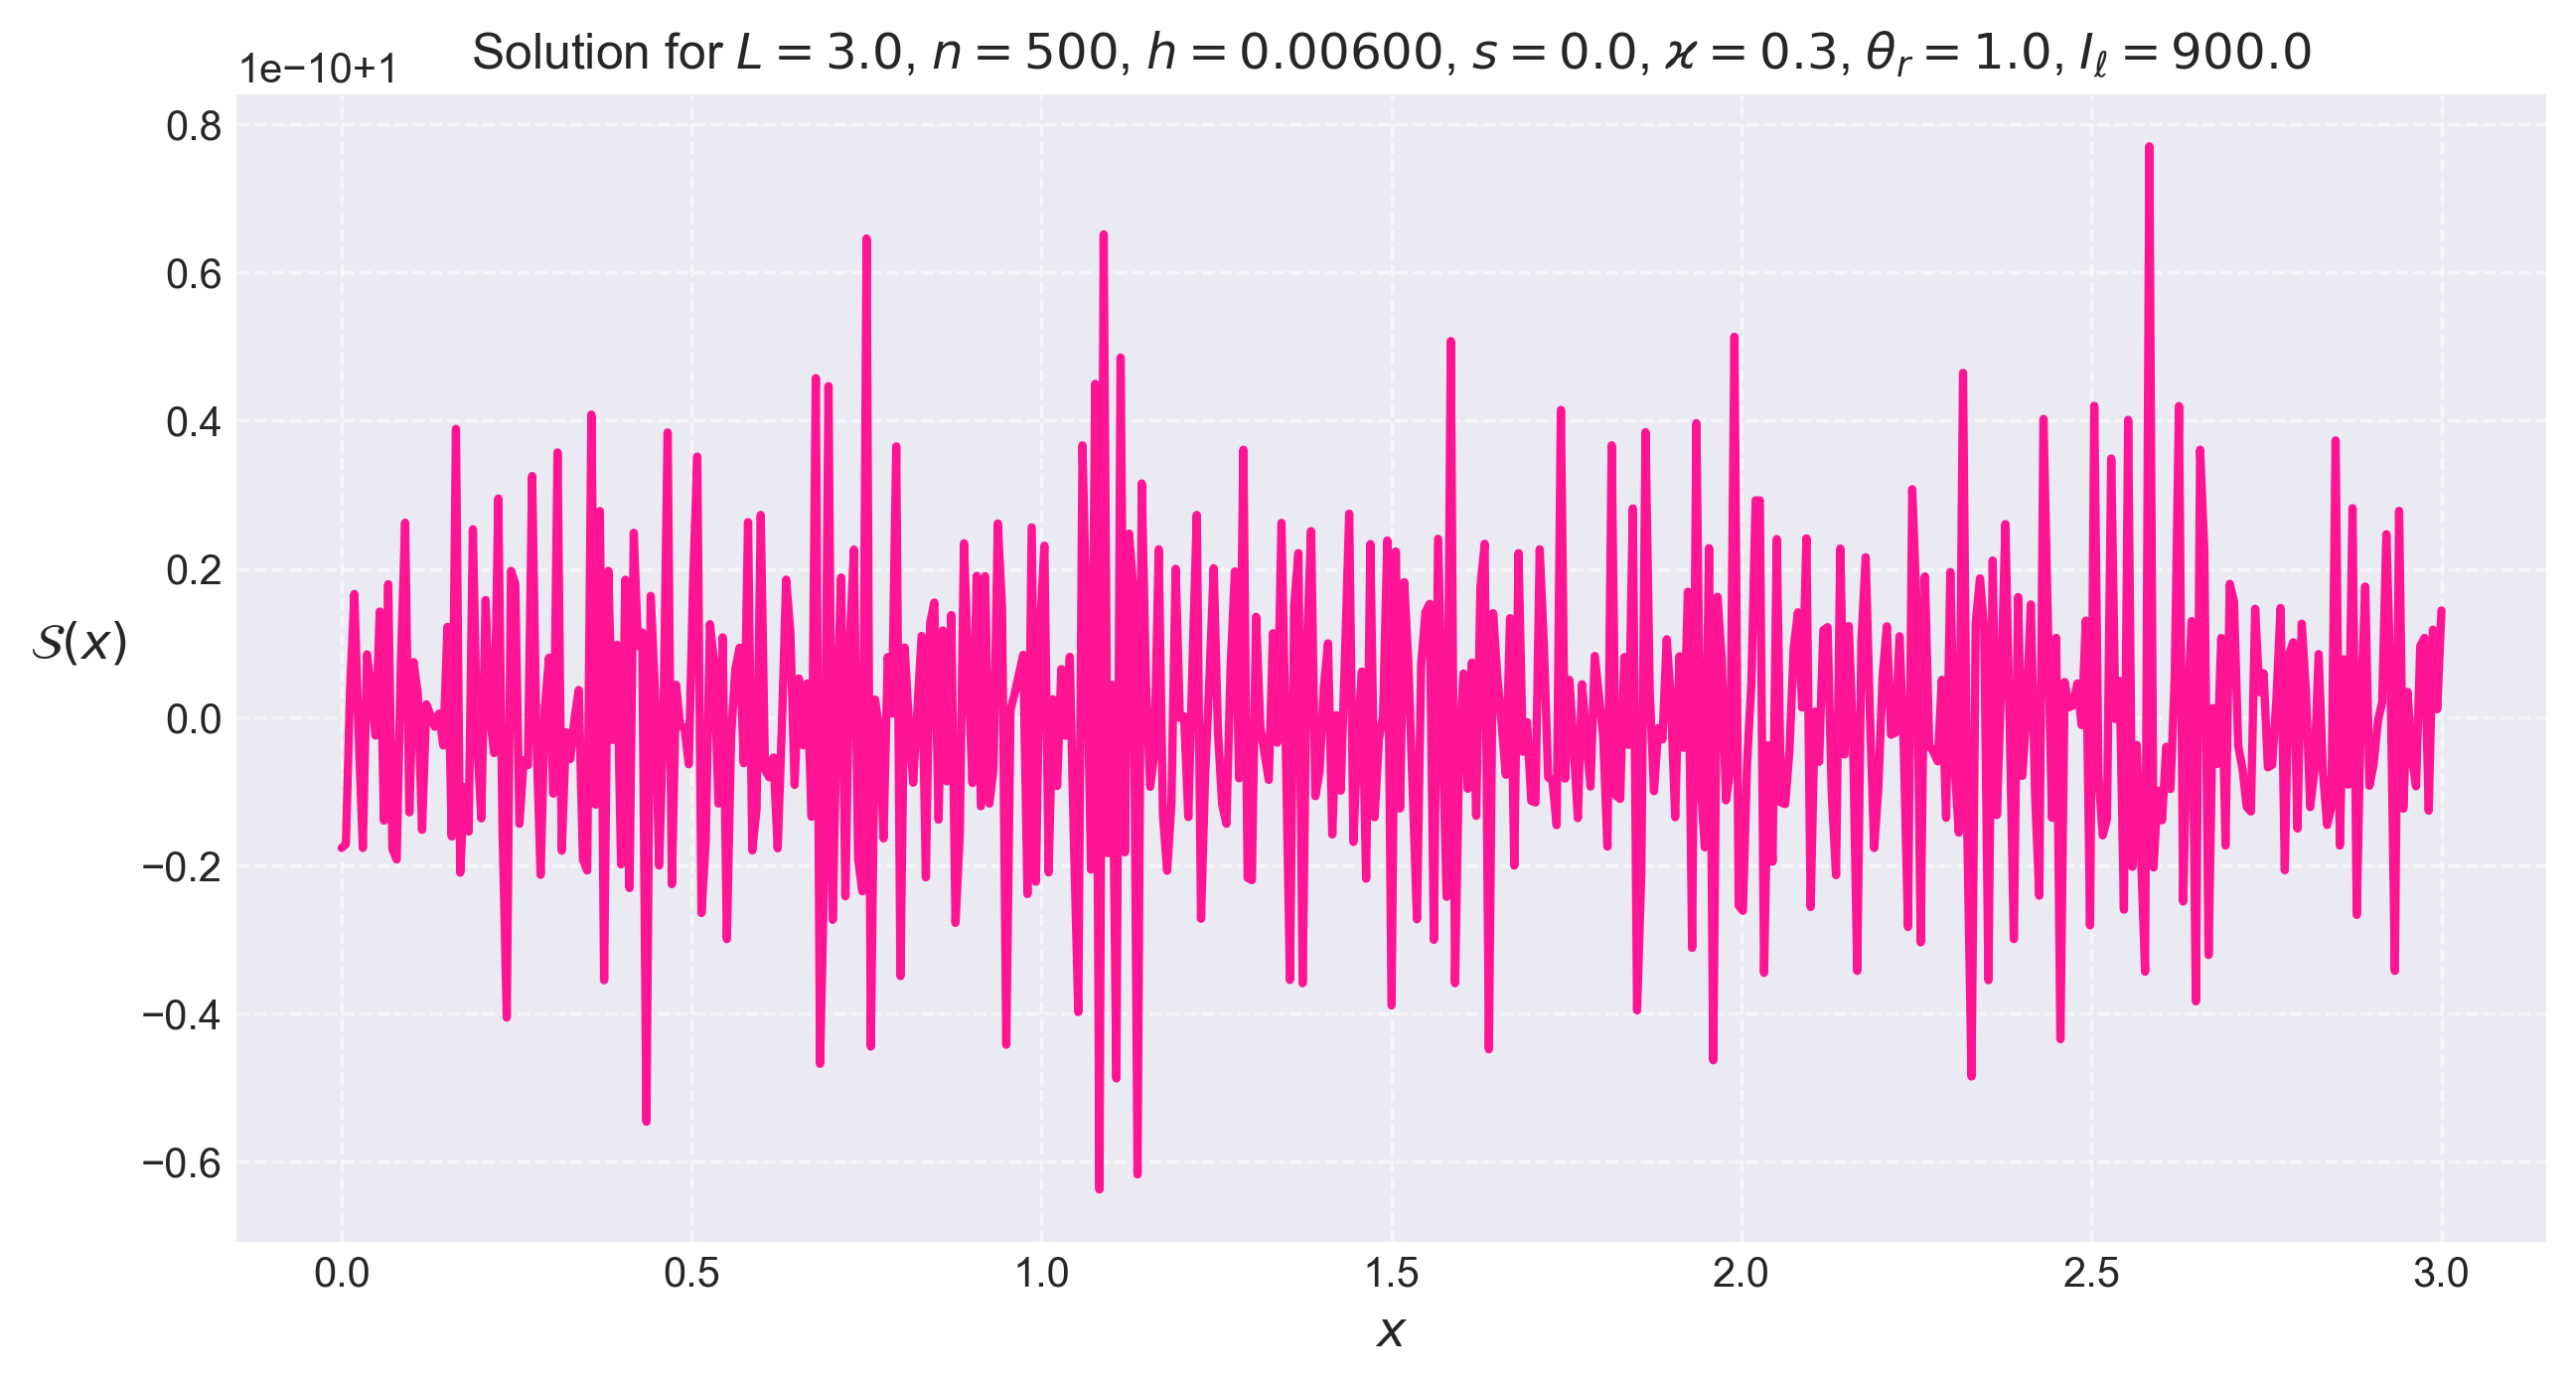 Solution for L = 3.0, n = 500, h = 0.00600, s = 0.0, ϰ = 0.3, θ_r = 1.0, I_ℓ = 900.0
1e−10+1
0.8
0.6
0.4
0.2
0.0
−0.2
−0.4
−0.6
𝒮(x)
0.0 0.5 1.0 1.5 2.0 2.5 3.0
x